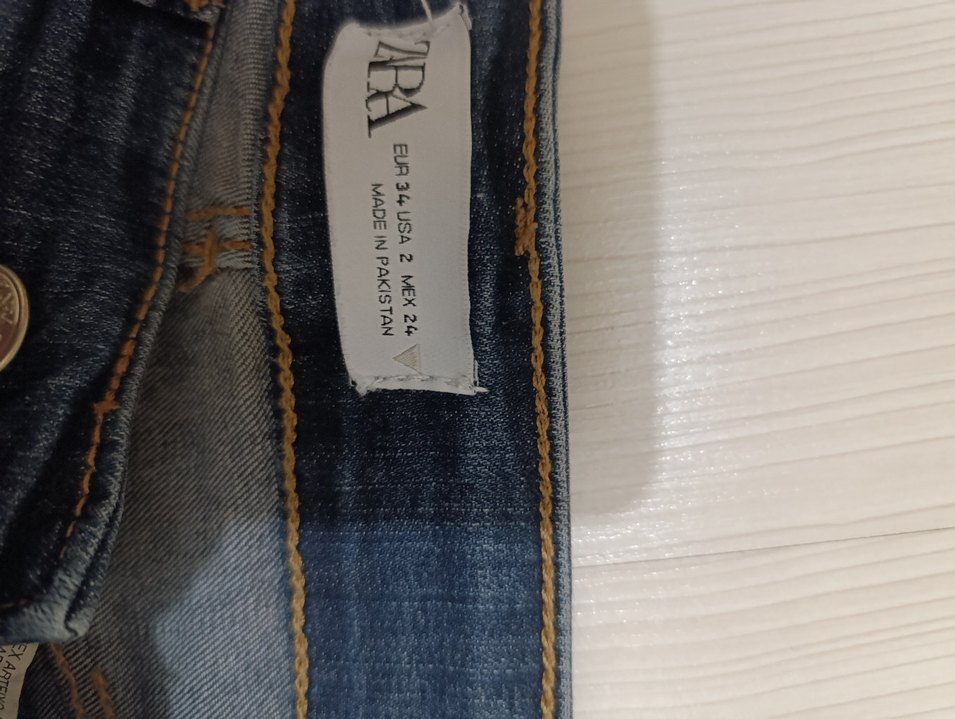 ZARA
EUR 34 USA 2 MEX 24
MADE IN PAKISTAN